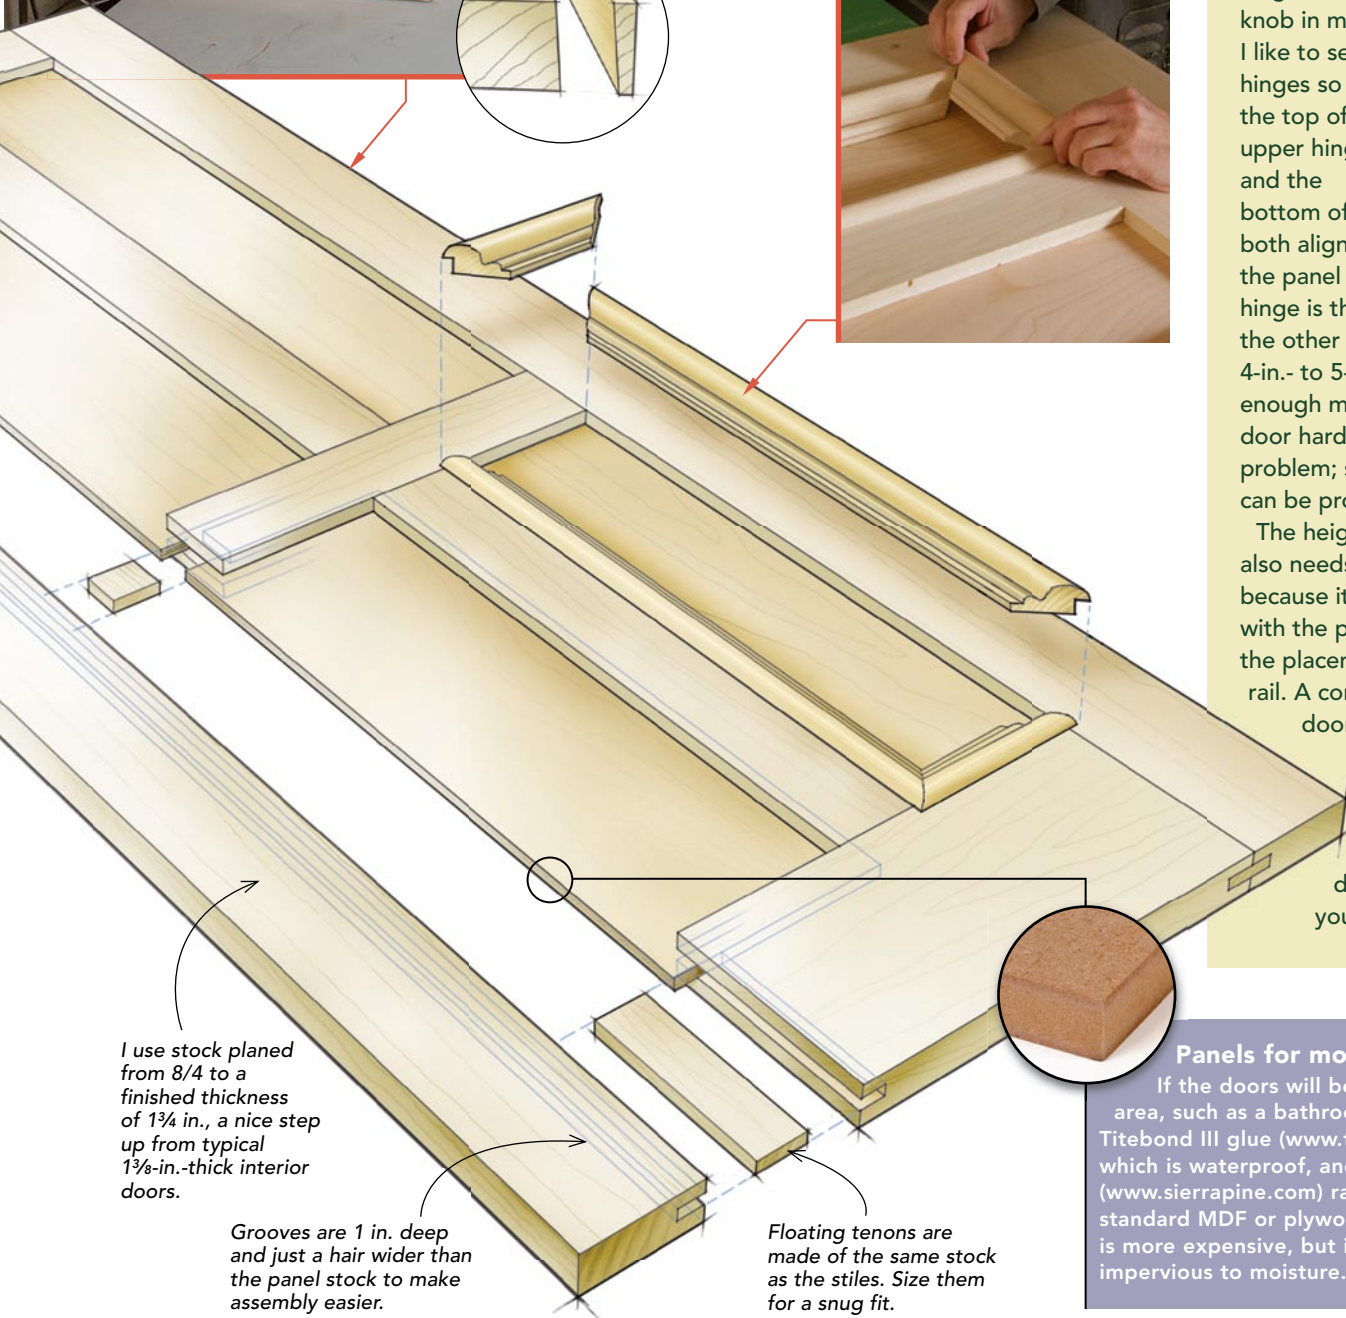 knob in m
I like to se
hinges so
the top of
upper hing
and the
bottom of
both align
the panel
hinge is th
the other
4-in.- to 5-
enough m
door hard
problem; s
can be pro
The heig
also needs
because it
with the p
the placer
rail. A con
door
d
you
I use stock planed
from 8/4 to a
finished thickness
of 1¾ in., a nice step
up from typical
1⅜-in.-thick interior
doors.
Grooves are 1 in. deep
and just a hair wider than
the panel stock to make
assembly easier.
Floating tenons are
made of the same stock
as the stiles. Size them
for a snug fit.
Panels for mo
If the doors will be
area, such as a bathroo
Titebond III glue (www.t
which is waterproof, and
(www.sierrapine.com) ra
standard MDF or plywo
is more expensive, but i
impervious to moisture.